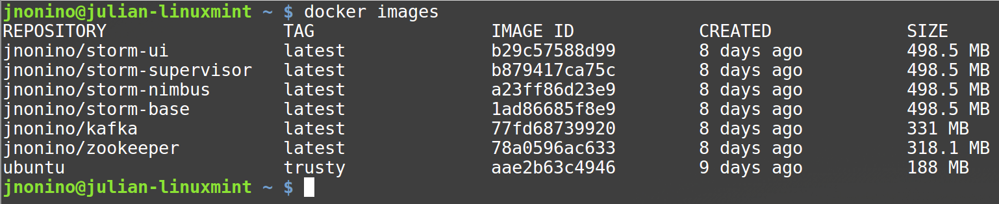 jnonino@julian-linuxmint ~ $ docker images
REPOSITORY TAG IMAGE ID CREATED SIZE
jnonino/storm-ui latest b29c57588d99 8 days ago 498.5 MB
jnonino/storm-supervisor latest b879417ca75c 8 days ago 498.5 MB
jnonino/storm-nimbus latest a23ff86d23e9 8 days ago 498.5 MB
jnonino/storm-base latest 1ad86685f8e9 8 days ago 498.5 MB
jnonino/kafka latest 77fd68739920 8 days ago 331 MB
jnonino/zookeeper latest 78a0596ac633 8 days ago 318.1 MB
ubuntu trusty aae2b63c4946 9 days ago 188 MB
jnonino@julian-linuxmint ~ $